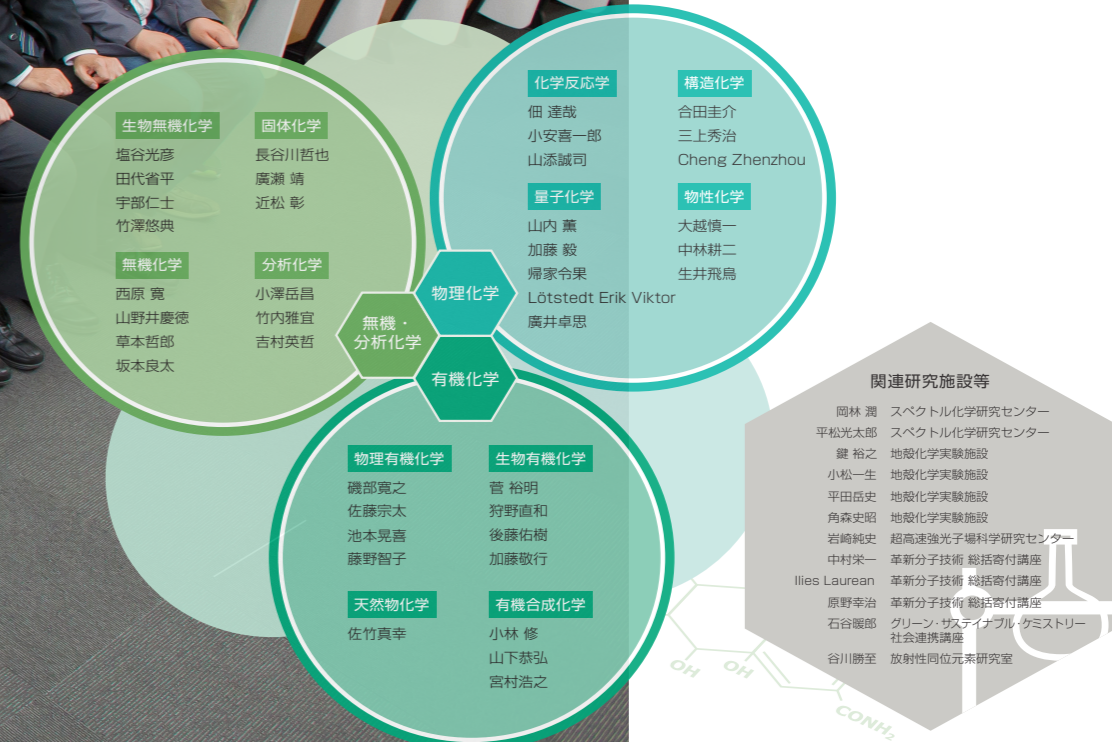 生物無機化学
塩谷光彦
田代省平
宇部仁士
竹澤悠典
固体化学
長谷川哲也
廣瀬 靖
近松 彰
無機化学
西原 寛
山野井慶徳
草本哲郎
坂本良太
分析化学
小澤岳昌
竹内雅宜
吉村英哲
無機・
分析化学
物理化学
有機化学
化学反応学
佃 達哉
小安喜一郎
山添誠司
構造化学
合田圭介
三上秀治
Cheng Zhenzhou
量子化学
山内 薫
加藤 毅
帰家令果
Lötstedt Erik Viktor
廣井卓思
物性化学
大越慎一
中林耕二
生井飛鳥
物理有機化学
磯部寛之
佐藤宗太
池本晃喜
藤野智子
生物有機化学
菅 裕明
狩野直和
後藤佑樹
加藤敬行
天然物化学
佐竹真幸
有機合成化学
小林 修
山下恭弘
宮村浩之
関連研究施設等
岡林 潤 スペクトル化学研究センター
平松光太郎 スペクトル化学研究センター
鍵 裕之 地殻化学実験施設
小松一生 地殻化学実験施設
平田岳史 地殻化学実験施設
角森史昭 地殻化学実験施設
岩崎純史 超高速強光子場科学研究センター
中村栄一 革新分子技術 総括寄付講座
Ilies Laurean 革新分子技術 総括寄付講座
原野幸治 革新分子技術 総括寄付講座
石谷暖郎 グリーン・サステイナブル・ケミストリー
社会連携講座
谷川勝至 放射性同位元素研究室
OH
OH
CONH₂